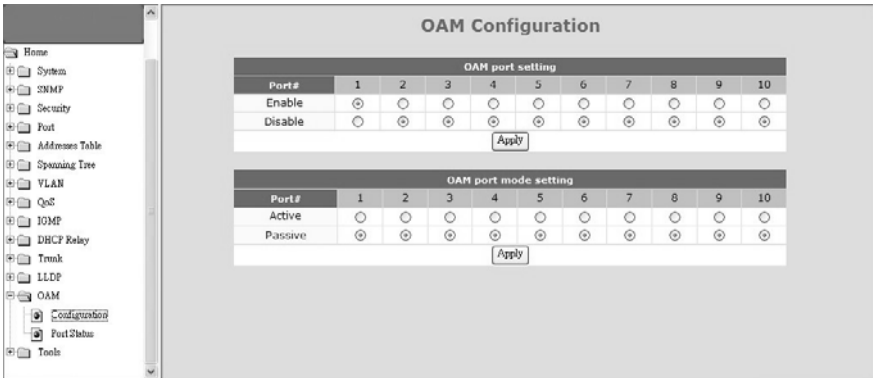 Home
System
SNMP
Security
Port
Addresses Table
Spanning Tree
VLAN
QoS
IGMP
DHCP Relay
Trunk
LLDP
OAM
Configuration
Port Status
Tools
OAM Configuration
OAM port setting
Port# 1 2 3 4 5 6 7 8 9 10
Enable
Disable
Apply
OAM port mode setting
Port# 1 2 3 4 5 6 7 8 9 10
Active
Passive
Apply